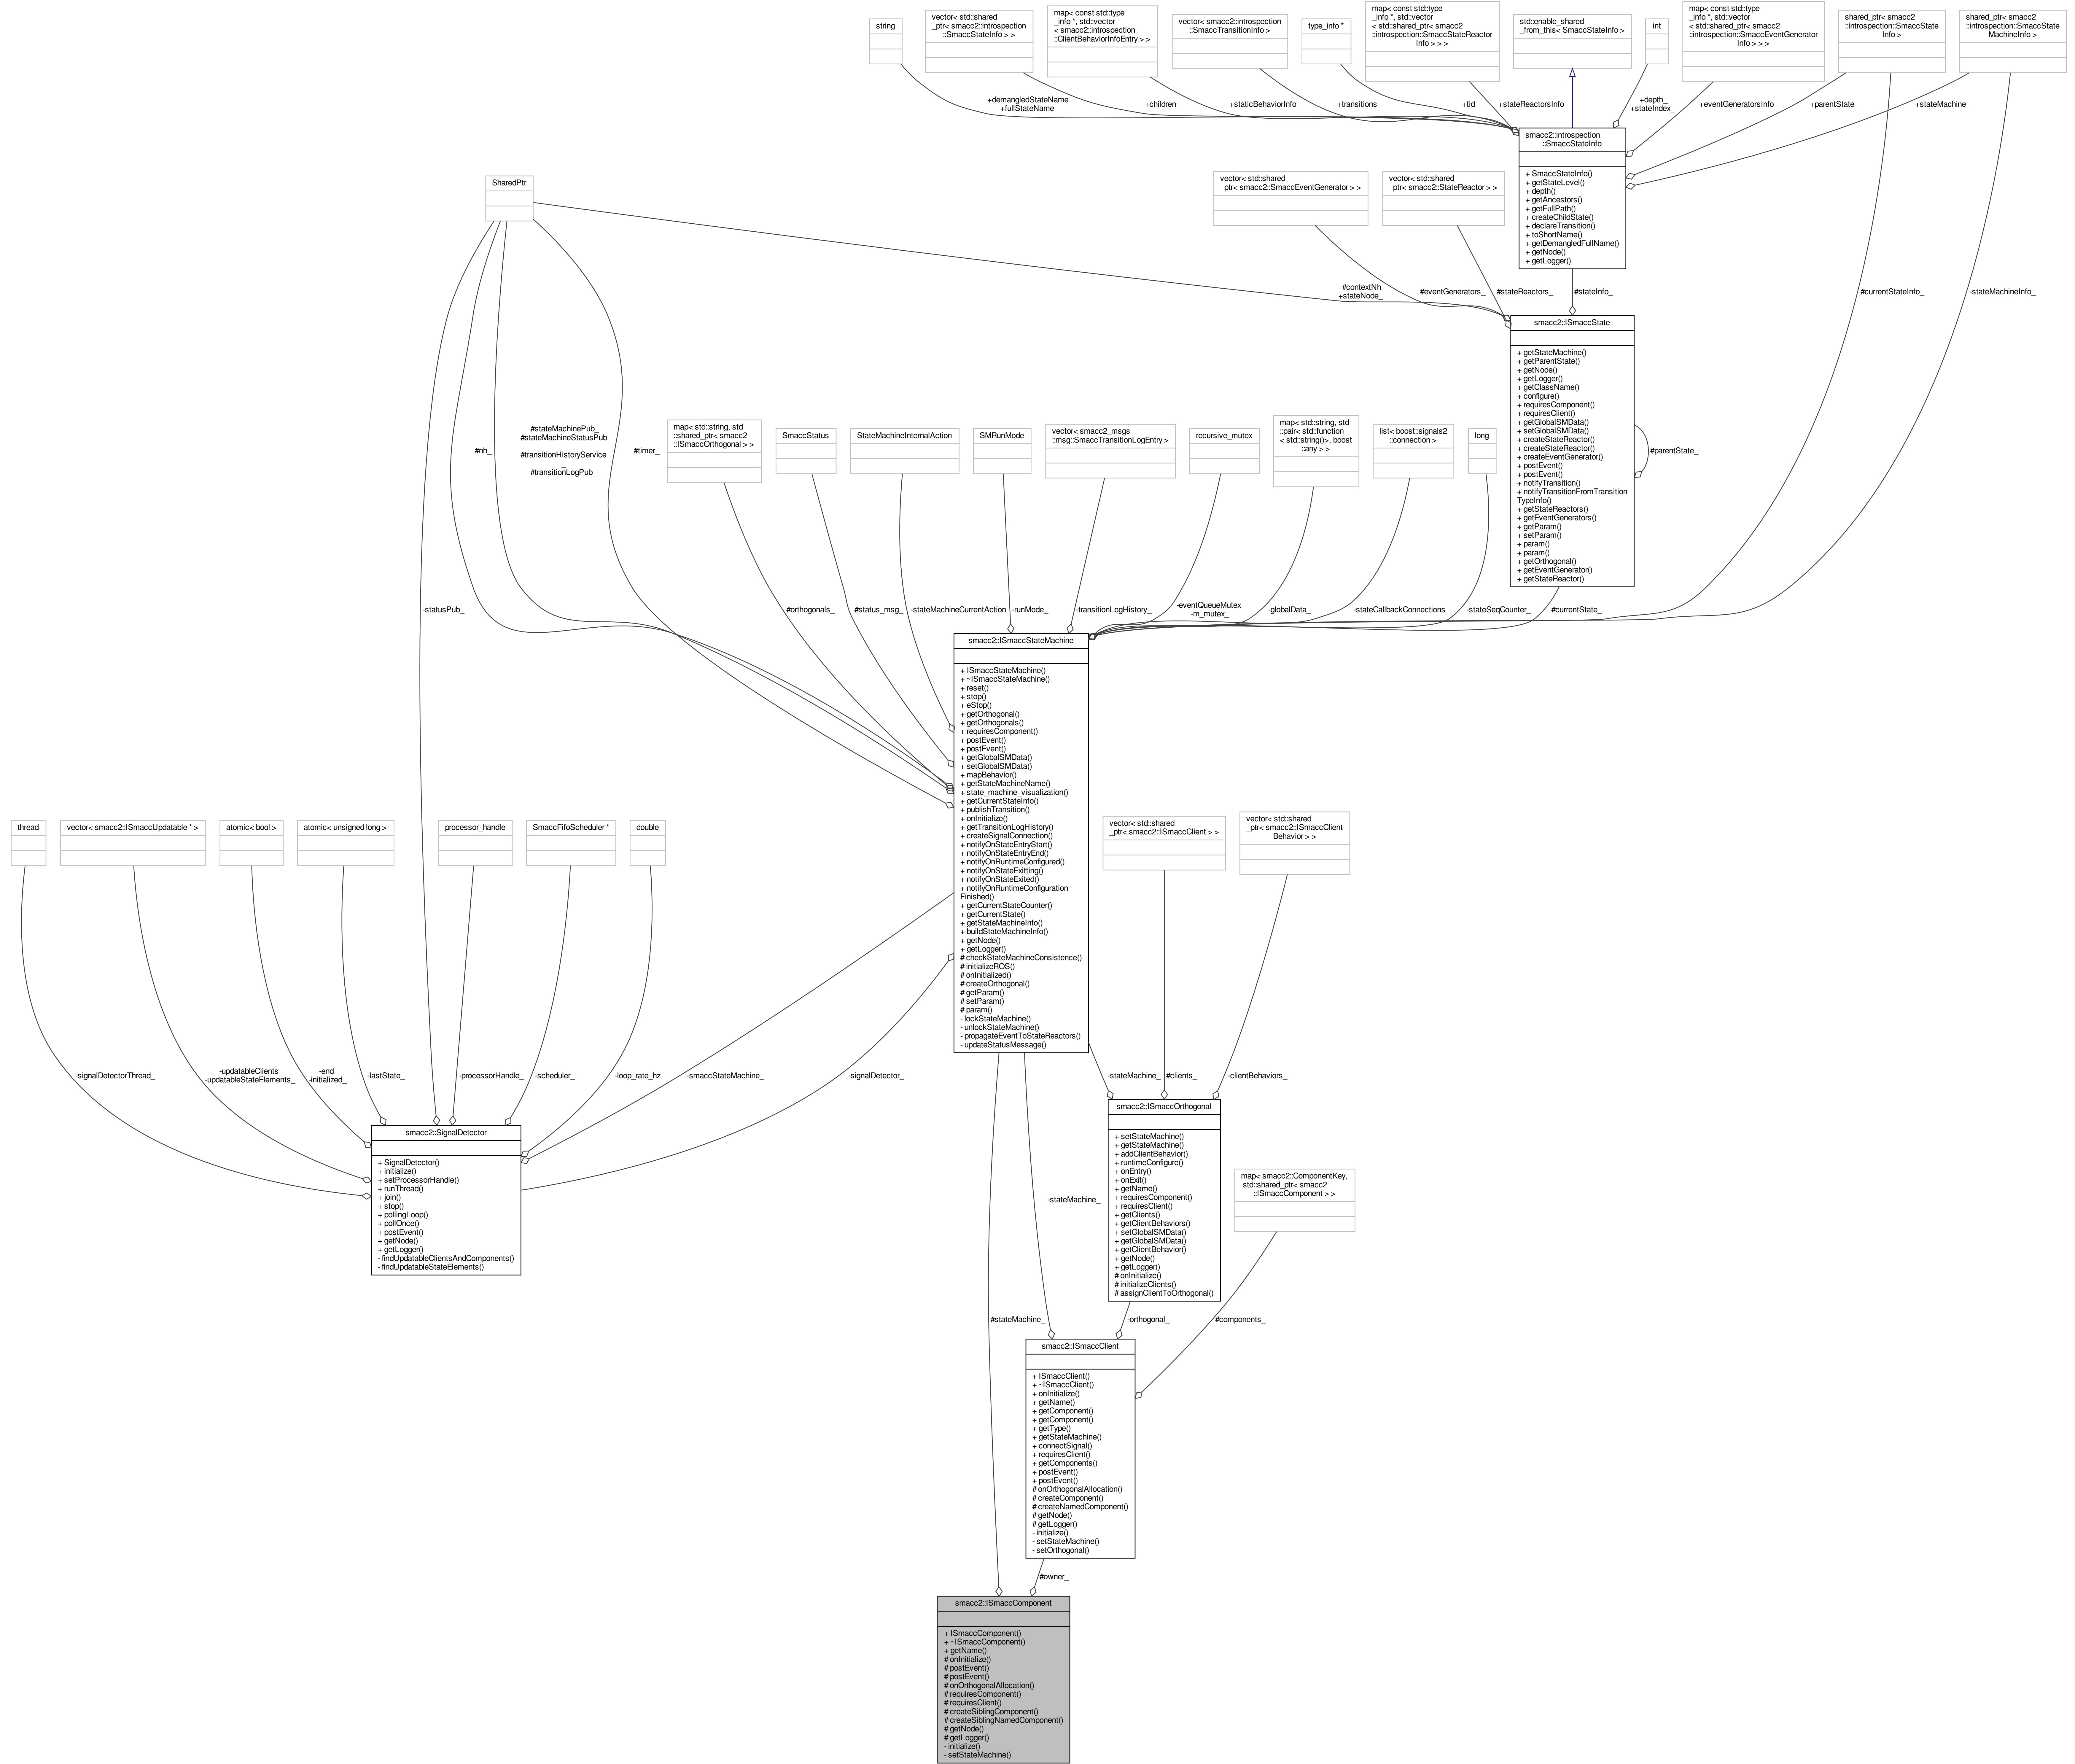 string
vector< std::shared
_ptr< smacc2::introspection
::SmaccStateInfo > >
map< const std::type
_info *, std::vector
< smacc2::introspection
::ClientBehaviorInfoEntry > >
vector< smacc2::introspection
::SmaccTransitionInfo >
type_info *
map< const std::type
_info *, std::vector
< std::shared_ptr< smacc2
::introspection::SmaccStateReactor
Info > > >
std::enable_shared
_from_this< SmaccStateInfo >
int
map< const std::type
_info *, std::vector
< std::shared_ptr< smacc2
::introspection::SmaccEventGenerator
Info > > >
shared_ptr< smacc2
::introspection::SmaccState
Info >
shared_ptr< smacc2
::introspection::SmaccState
MachineInfo >
+demangledStateName
+fullStateName
+children_
+staticBehaviorInfo
+transitions_
+tid_
+stateReactorsInfo
+depth_
+stateIndex_
+eventGeneratorsInfo
+parentState_
+stateMachine_
smacc2::introspection
::SmaccStateInfo
+ SmaccStateInfo()
+ getStateLevel()
+ depth()
+ getAncestors()
+ getFullPath()
+ createChildState()
+ declareTransition()
+ toShortName()
+ getDemangledFullName()
+ getNode()
+ getLogger()
SharedPtr
vector< std::shared
_ptr< smacc2::SmaccEventGenerator > >
vector< std::shared
_ptr< smacc2::StateReactor > >
#contextNh
+stateNode_
#eventGenerators_
#stateReactors_
#stateInfo_
#currentStateInfo_
-stateMachineInfo_
smacc2::ISmaccState
+ getStateMachine()
+ getParentState()
+ getNode()
+ getLogger()
+ getClassName()
+ configure()
+ requiresComponent()
+ requiresClient()
+ getGlobalSMData()
+ setGlobalSMData()
+ createStateReactor()
+ createStateReactor()
+ createEventGenerator()
+ postEvent()
+ postEvent()
+ notifyTransition()
+ notifyTransitionFromTransition
TypeInfo()
+ getStateReactors()
+ getEventGenerators()
+ getParam()
+ setParam()
+ param()
+ param()
+ getOrthogonal()
+ getEventGenerator()
+ getStateReactor()
#parentState_
#nh_
#stateMachinePub_
#stateMachineStatusPub
_
#transitionHistoryService
_
#transitionLogPub_
#timer_
map< std::string, std
::shared_ptr< smacc2
::ISmaccOrthogonal > >
SmaccStatus
StateMachineInternalAction
SMRunMode
vector< smacc2_msgs
::msg::SmaccTransitionLogEntry >
recursive_mutex
map< std::string, std
::pair< std::function
< std::string()>, boost
::any > >
list< boost::signals2
::connection >
long
-statusPub_
#orthogonals_
#status_msg_
-stateMachineCurrentAction
-runMode_
-transitionLogHistory_
-eventQueueMutex_
-m_mutex_
-globalData_
-stateCallbackConnections
-stateSeqCounter_
#currentState_
smacc2::ISmaccStateMachine
+ ISmaccStateMachine()
+ ~ISmaccStateMachine()
+ reset()
+ stop()
+ eStop()
+ getOrthogonal()
+ getOrthogonals()
+ requiresComponent()
+ postEvent()
+ postEvent()
+ getGlobalSMData()
+ setGlobalSMData()
+ mapBehavior()
+ getStateMachineName()
+ state_machine_visualization()
+ getCurrentStateInfo()
+ publishTransition()
+ onInitialize()
+ getTransitionLogHistory()
+ createSignalConnection()
+ notifyOnStateEntryStart()
+ notifyOnStateEntryEnd()
+ notifyOnRuntimeConfigured()
+ notifyOnStateExitting()
+ notifyOnStateExited()
+ notifyOnRuntimeConfiguration
Finished()
+ getCurrentStateCounter()
+ getCurrentState()
+ getStateMachineInfo()
+ buildStateMachineInfo()
+ getNode()
+ getLogger()
# checkStateMachineConsistence()
# initializeROS()
# onInitialized()
# createOrthogonal()
# getParam()
# setParam()
# param()
- lockStateMachine()
- unlockStateMachine()
- propagateEventToStateReactors()
- updateStatusMessage()
thread
vector< smacc2::ISmaccUpdatable * >
atomic< bool >
atomic< unsigned long >
processor_handle
SmaccFifoScheduler *
double
vector< std::shared
_ptr< smacc2::ISmaccClient > >
vector< std::shared
_ptr< smacc2::ISmaccClient
Behavior > >
-signalDetectorThread_
-updatableClients_
-updatableStateElements_
-end_
-initialized_
-lastState_
-processorHandle_
-scheduler_
-loop_rate_hz
-smaccStateMachine_
-signalDetector_
-stateMachine_
#clients_
-clientBehaviors_
smacc2::SignalDetector
+ SignalDetector()
+ initialize()
+ setProcessorHandle()
+ runThread()
+ join()
+ stop()
+ pollingLoop()
+ pollOnce()
+ postEvent()
+ getNode()
+ getLogger()
- findUpdatableClientsAndComponents()
- findUpdatableStateElements()
smacc2::ISmaccOrthogonal
+ setStateMachine()
+ getStateMachine()
+ addClientBehavior()
+ runtimeConfigure()
+ onEntry()
+ onExit()
+ getName()
+ requiresComponent()
+ requiresClient()
+ getClients()
+ getClientBehaviors()
+ setGlobalSMData()
+ getGlobalSMData()
+ getClientBehavior()
+ getNode()
+ getLogger()
# onInitialize()
# initializeClients()
# assignClientToOrthogonal()
map< smacc2::ComponentKey,
std::shared_ptr< smacc2
::ISmaccComponent > >
-stateMachine_
#stateMachine_
-orthogonal_
#components_
smacc2::ISmaccClient
+ ISmaccClient()
+ ~ISmaccClient()
+ onInitialize()
+ getName()
+ getComponent()
+ getComponent()
+ getType()
+ getStateMachine()
+ connectSignal()
+ requiresClient()
+ getComponents()
+ postEvent()
+ postEvent()
# onOrthogonalAllocation()
# createComponent()
# createNamedComponent()
# getNode()
# getLogger()
- initialize()
- setStateMachine()
- setOrthogonal()
#owner_
smacc2::ISmaccComponent
+ ISmaccComponent()
+ ~ISmaccComponent()
+ getName()
# onInitialize()
# postEvent()
# postEvent()
# onOrthogonalAllocation()
# requiresComponent()
# requiresClient()
# createSiblingComponent()
# createSiblingNamedComponent()
# getNode()
# getLogger()
- initialize()
- setStateMachine()